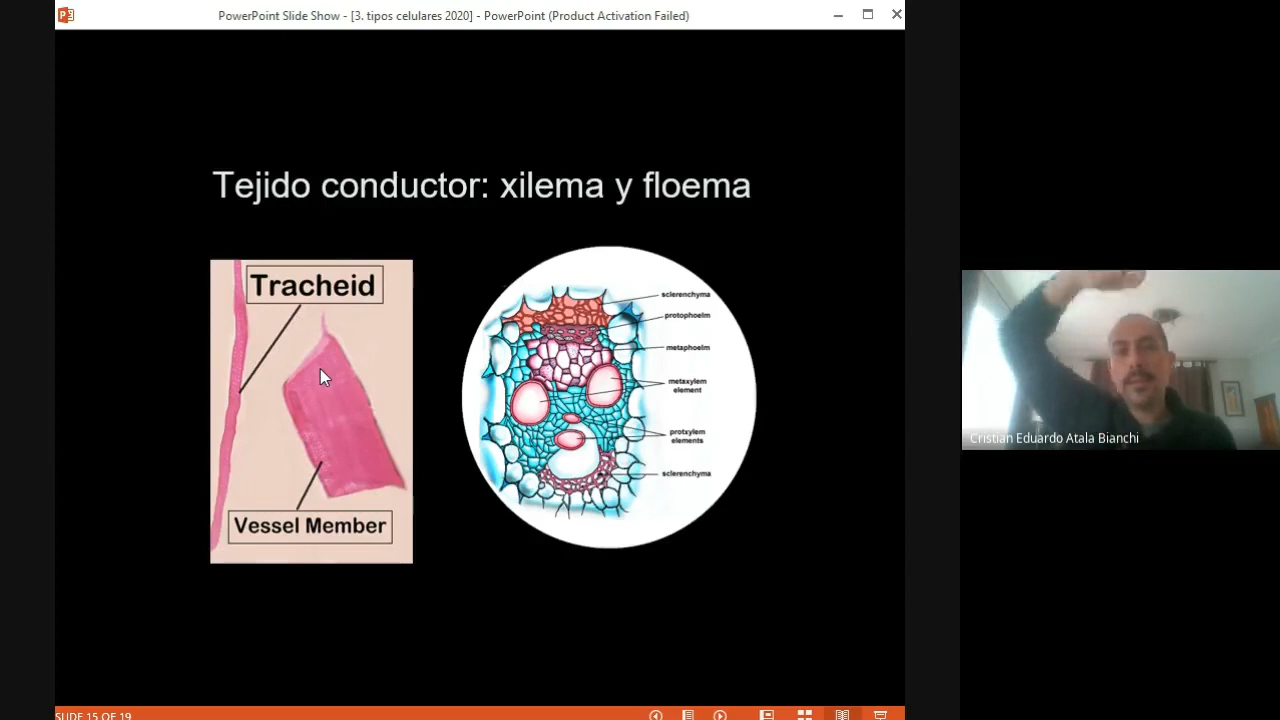 PowerPoint Slide Show - [3. tipos celulares 2020] - PowerPoint (Product Activation Failed)
Tejido conductor: xilema y floema
Tracheid
Vessel Member
sclerenchyma
protophoelm
metaphoelm
metaxylem
element
protxylem
elements
sclerenchyma
Cristian Eduardo Atala Bianchi
SLIDE 15 OF 19